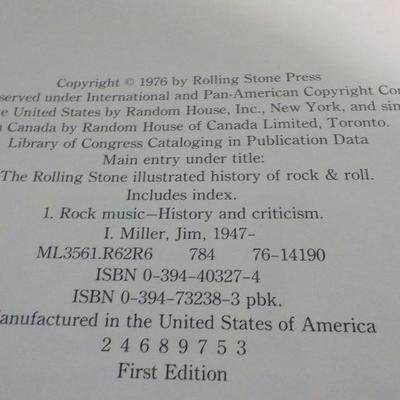 Copyright © 1976 by Rolling Stone Press
served under International and Pan-American Copyright Con
e United States by Random House, Inc., New York, and sim
Canada by Random House of Canada Limited, Toronto.
Library of Congress Cataloging in Publication Data
Main entry under title:
The Rolling Stone illustrated history of rock & roll.
Includes index.
1. Rock music—History and criticism.
I. Miller, Jim, 1947-
ML3561.R62R6 784 76-14190
ISBN 0-394-40327-4
ISBN 0-394-73238-3 pbk.
anufactured in the United States of America
2 4 6 8 9 7 5 3
First Edition